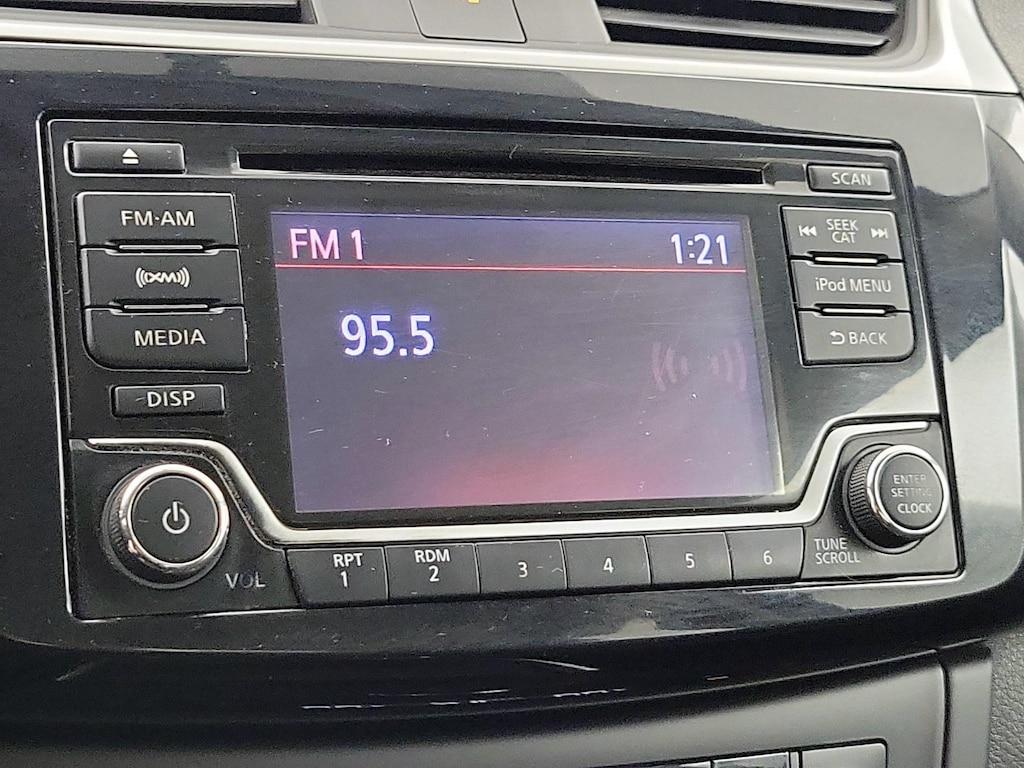 SCAN
FM·AM
SEEK
CAT
FM 1
1:21
((XM))
iPod MENU
95.5
MEDIA
BACK
DISP
ENTER
SETTING
CLOCK
RPT
1
RDM
2
3
4
5
6
TUNE
SCROLL
VOL